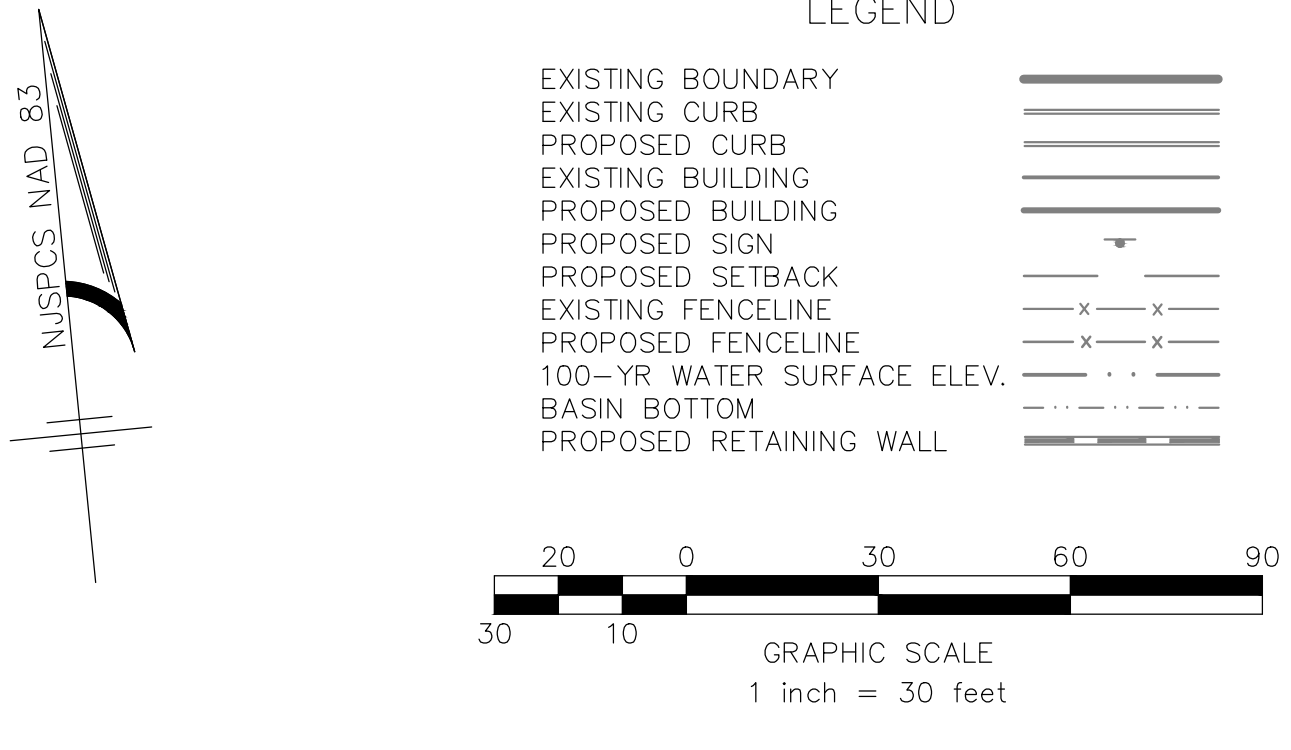 LEGEND
NJSPCS NAD 83
EXISTING BOUNDARY
EXISTING CURB
PROPOSED CURB
EXISTING BUILDING
PROPOSED BUILDING
PROPOSED SIGN
PROPOSED SETBACK
EXISTING FENCELINE
PROPOSED FENCELINE
100-YR WATER SURFACE ELEV.
BASIN BOTTOM
PROPOSED RETAINING WALL
20 0 30 60 90
30 10
GRAPHIC SCALE
1 inch = 30 feet